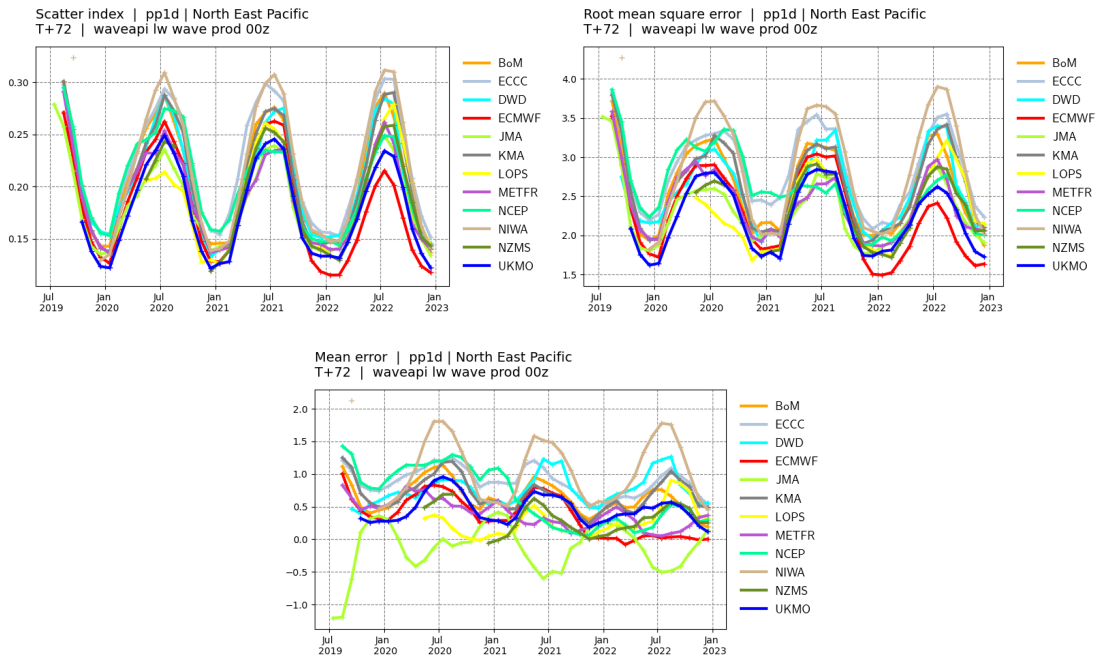 Scatter index | pp1d | North East Pacific
T+72 | waveapi lw wave prod 00z
0.30
0.25
0.20
0.15
Jul 2019
Jan 2020
Jul 2020
Jan 2021
Jul 2021
Jan 2022
Jul 2022
Jan 2023
BoM
ECCC
DWD
ECMWF
JMA
KMA
LOPS
METFR
NCEP
NIWA
NZMS
UKMO
Root mean square error | pp1d | North East Pacific
T+72 | waveapi lw wave prod 00z
4.0
3.5
3.0
2.5
2.0
1.5
Jul 2019
Jan 2020
Jul 2020
Jan 2021
Jul 2021
Jan 2022
Jul 2022
Jan 2023
BoM
ECCC
DWD
ECMWF
JMA
KMA
LOPS
METFR
NCEP
NIWA
NZMS
UKMO
Mean error | pp1d | North East Pacific
T+72 | waveapi lw wave prod 00z
2.0
1.5
1.0
0.5
0.0
−0.5
−1.0
Jul 2019
Jan 2020
Jul 2020
Jan 2021
Jul 2021
Jan 2022
Jul 2022
Jan 2023
BoM
ECCC
DWD
ECMWF
JMA
KMA
LOPS
METFR
NCEP
NIWA
NZMS
UKMO